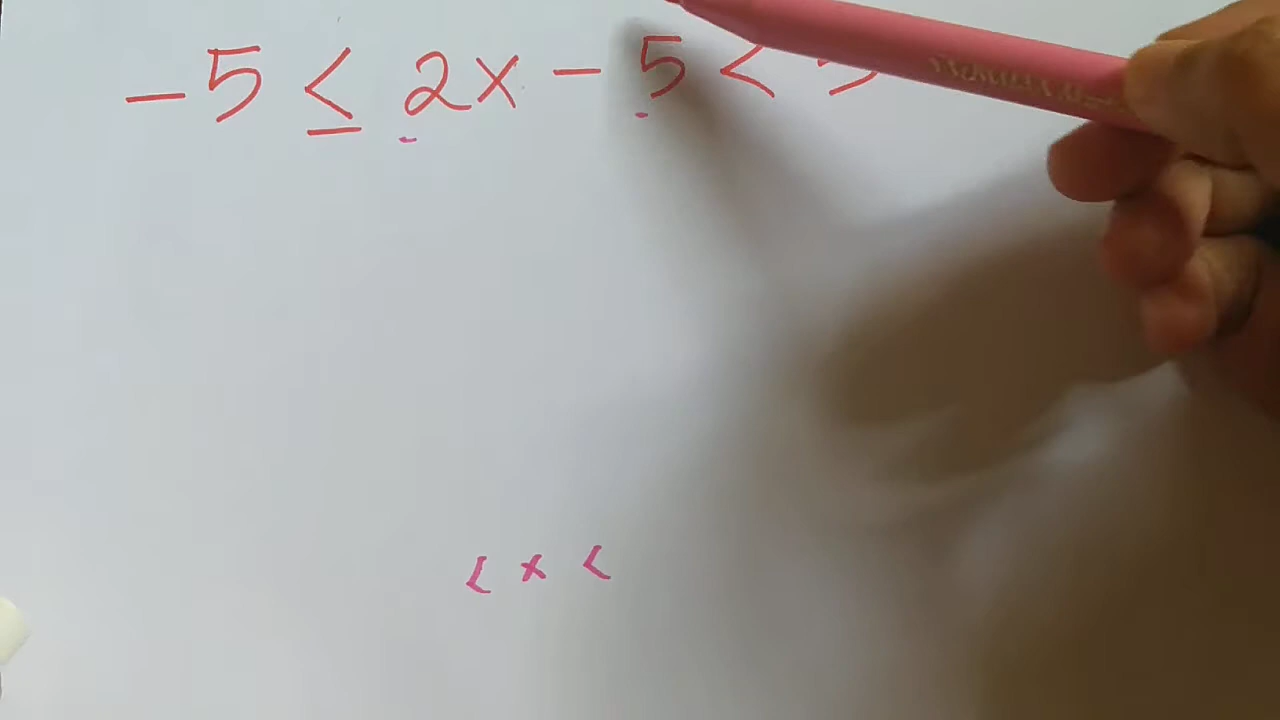 -5 ≤ 2x - 5 <
< x <